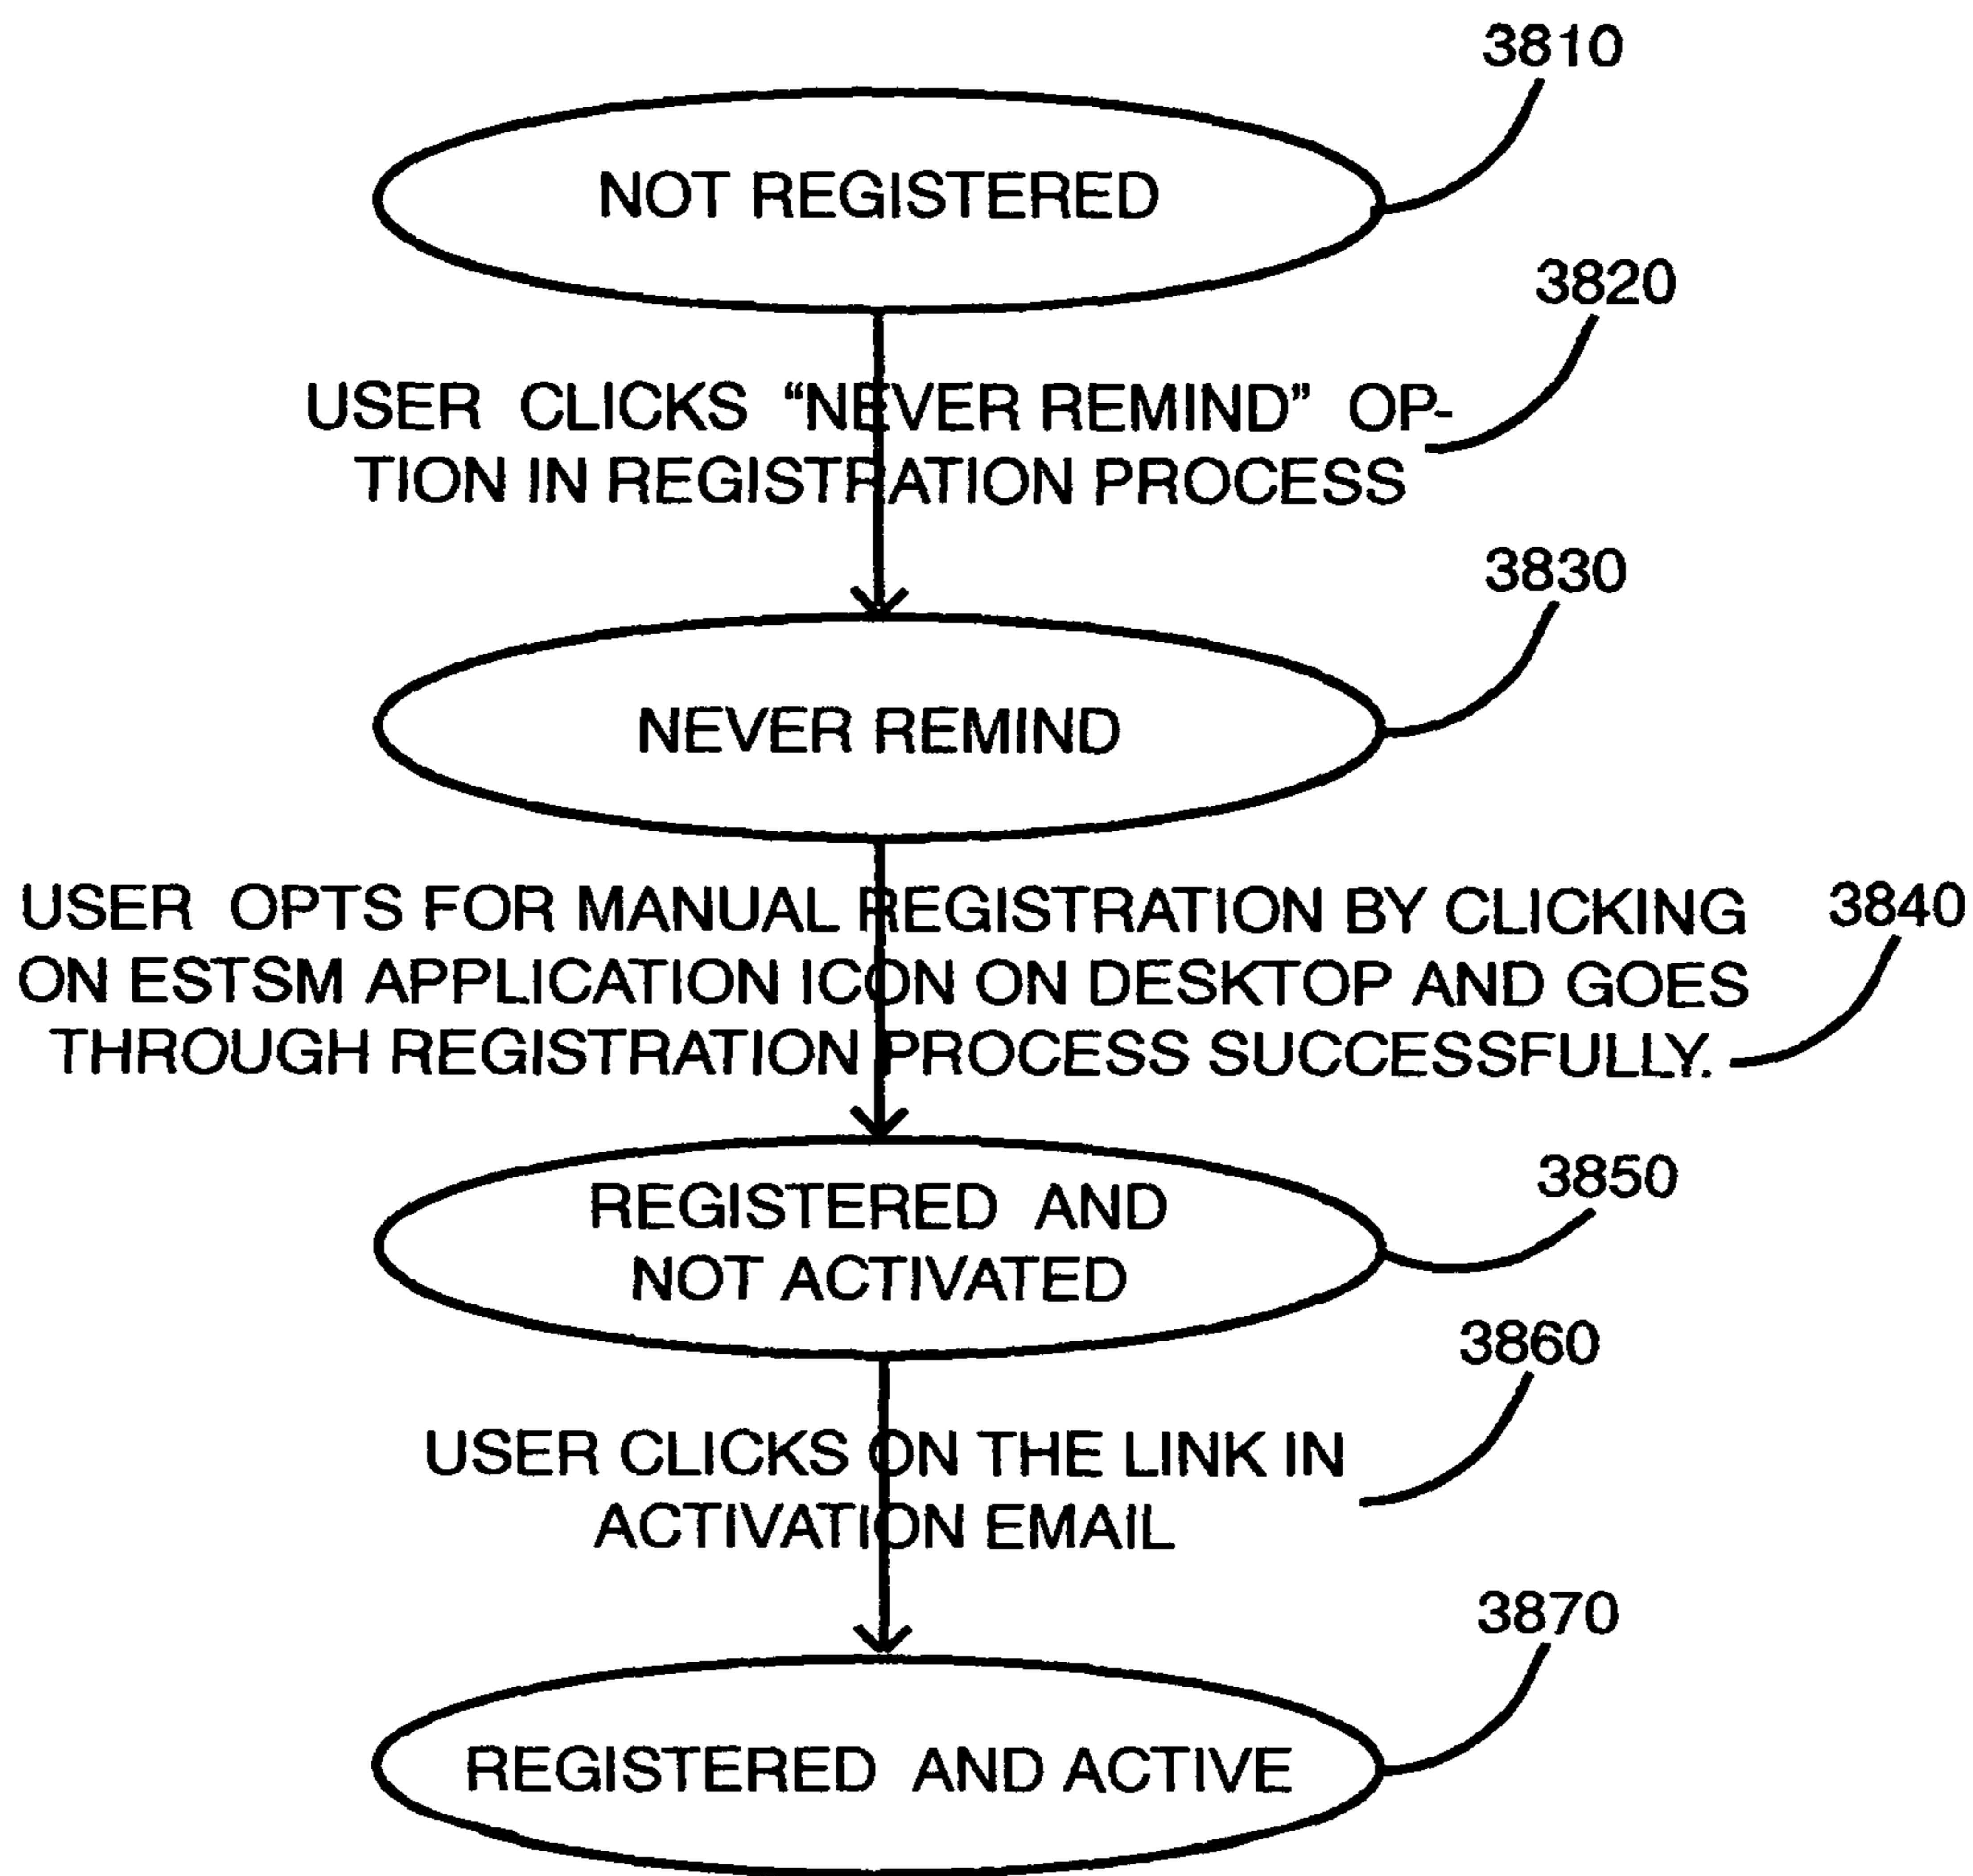 3810
NOT REGISTERED
3820
USER CLICKS “NEVER REMIND” OP-
TION IN REGISTRATION PROCESS
3830
NEVER REMIND
USER OPTS FOR MANUAL REGISTRATION BY CLICKING
3840
ON ESTSM APPLICATION ICON ON DESKTOP AND GOES
THROUGH REGISTRATION PROCESS SUCCESSFULLY.
3850
REGISTERED AND
NOT ACTIVATED
3860
USER CLICKS ON THE LINK IN
ACTIVATION EMAIL
3870
REGISTERED AND ACTIVE